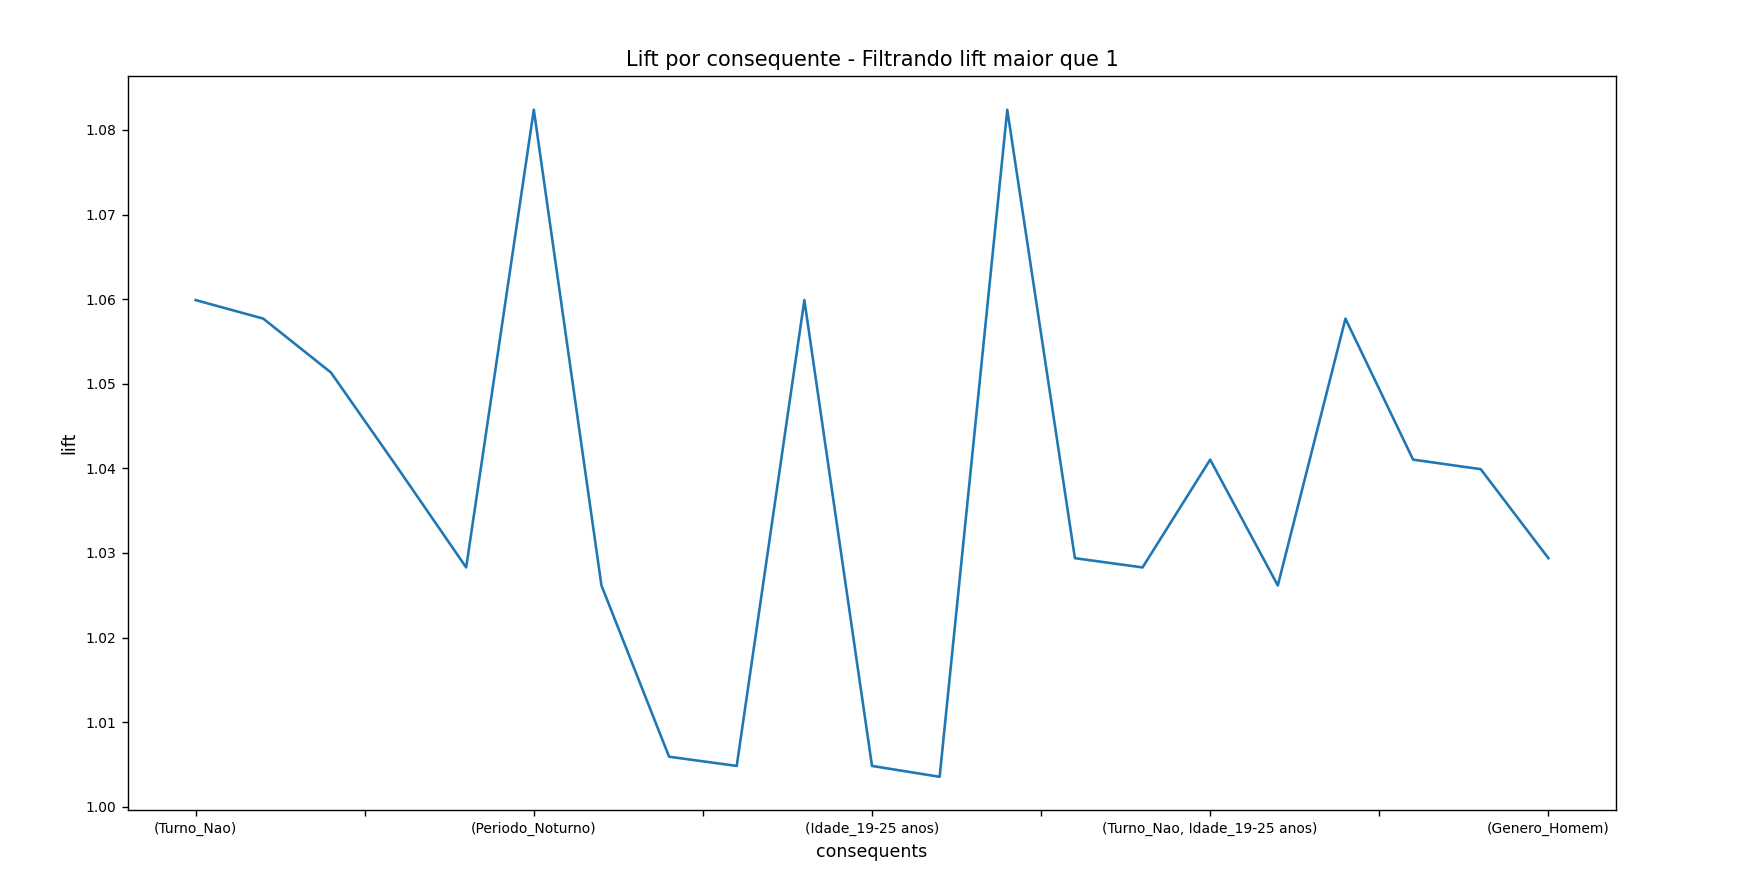 Lift por consequente - Filtrando lift maior que 1
1.08
1.07
1.06
1.05
1.04
1.03
1.02
1.01
1.00
lift
(Turno_Nao) (Periodo_Noturno) (Idade_19-25 anos) (Turno_Nao, Idade_19-25 anos) (Genero_Homem)
consequents